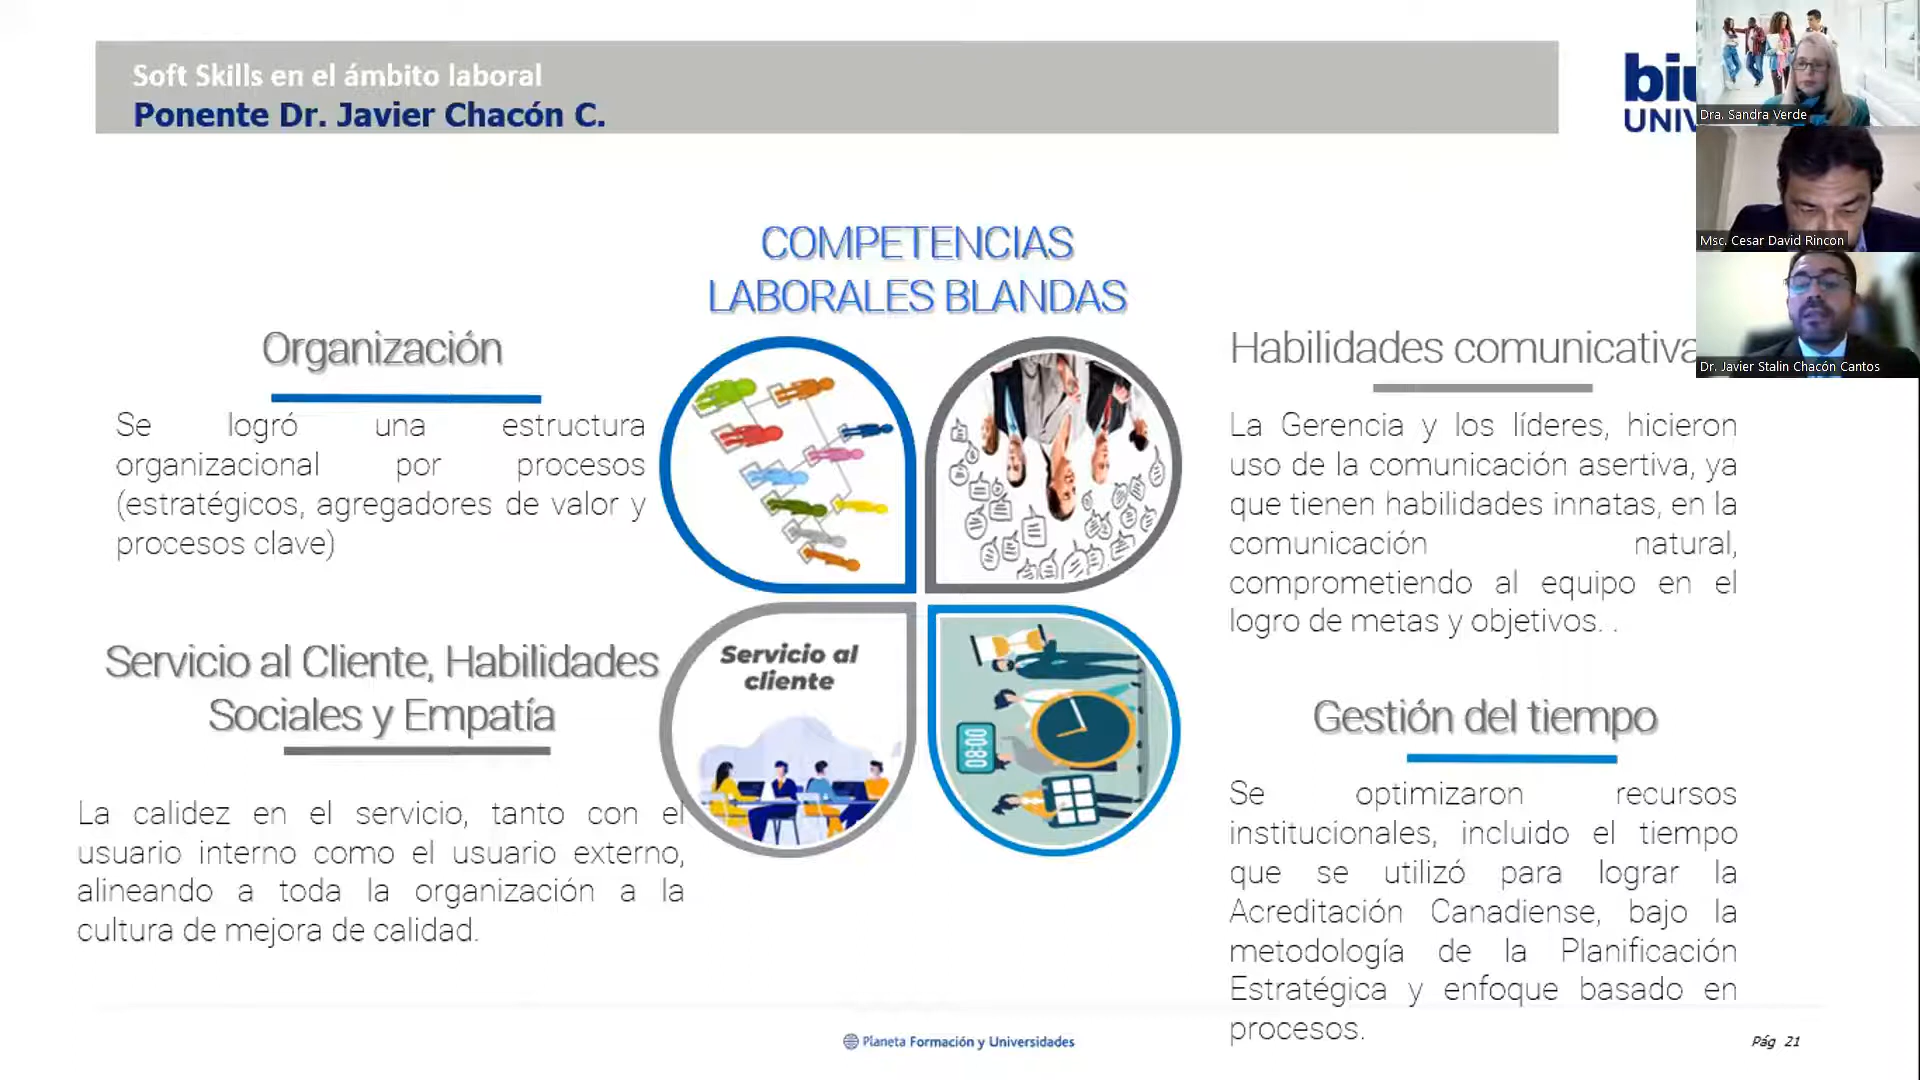 Soft Skills en el ámbito laboral
Ponente Dr. Javier Chacón C.
Dra. Sandra Verde
Msc. Cesar David Rincon
Dr. Javier Stalin Chacón Cantos
COMPETENCIAS
LABORALES BLANDAS
Organización
Se logró una estructura
organizacional por procesos
(estratégicos, agregadores de valor y
procesos clave)
Habilidades comunicativa
La Gerencia y los líderes, hicieron
uso de la comunicación asertiva, ya
que tienen habilidades innatas, en la
comunicación natural,
comprometiendo al equipo en el
logro de metas y objetivos. .
Servicio al Cliente, Habilidades
Sociales y Empatía
La calidez en el servicio, tanto con el
usuario interno como el usuario externo,
alineando a toda la organización a la
cultura de mejora de calidad.
Servicio al
cliente
08:00
Gestión del tiempo
Se optimizaron recursos
institucionales, incluido el tiempo
que se utilizó para lograr la
Acreditación Canadiense, bajo la
metodología de la Planificación
Estratégica y enfoque basado en
procesos.
Planeta Formación y Universidades
Pág 21